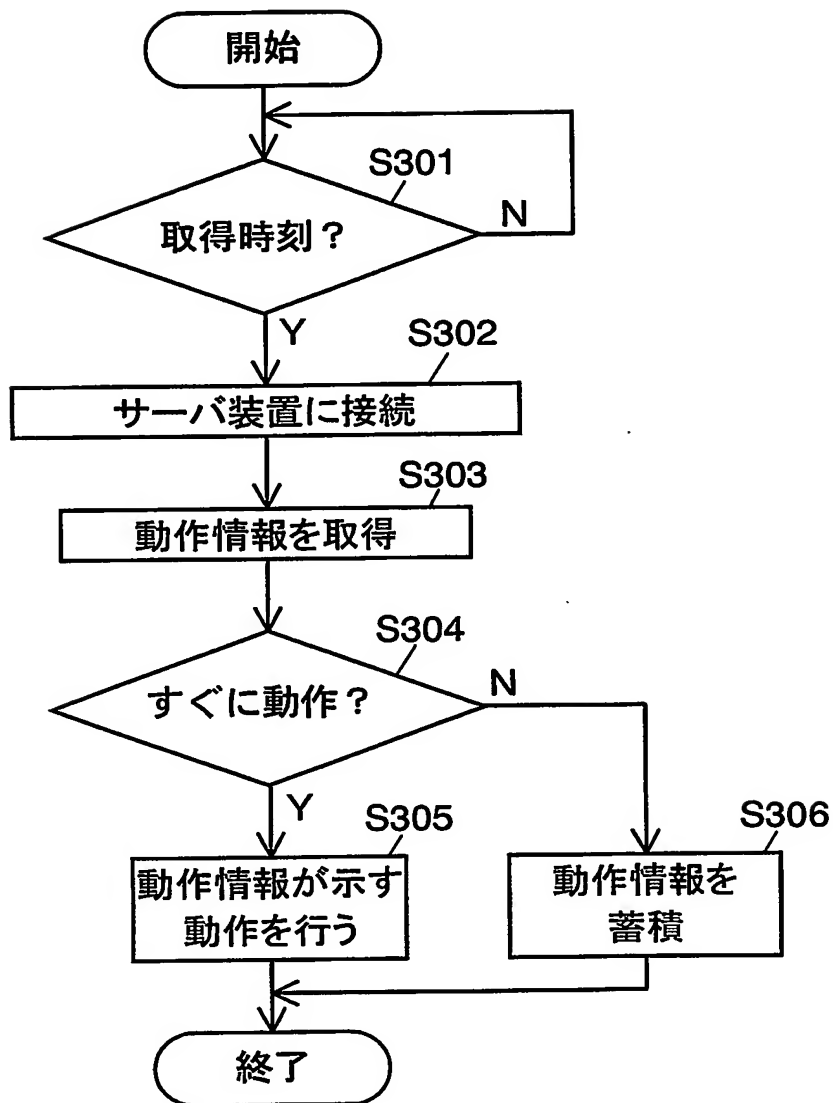 開始
S301
取得時刻?
N
Y
S302
サーバ装置に接続
S303
動作情報を取得
S304
すぐに動作?
N
Y
S305
動作情報が示す
動作を行う
S306
動作情報を
蓄積
終了